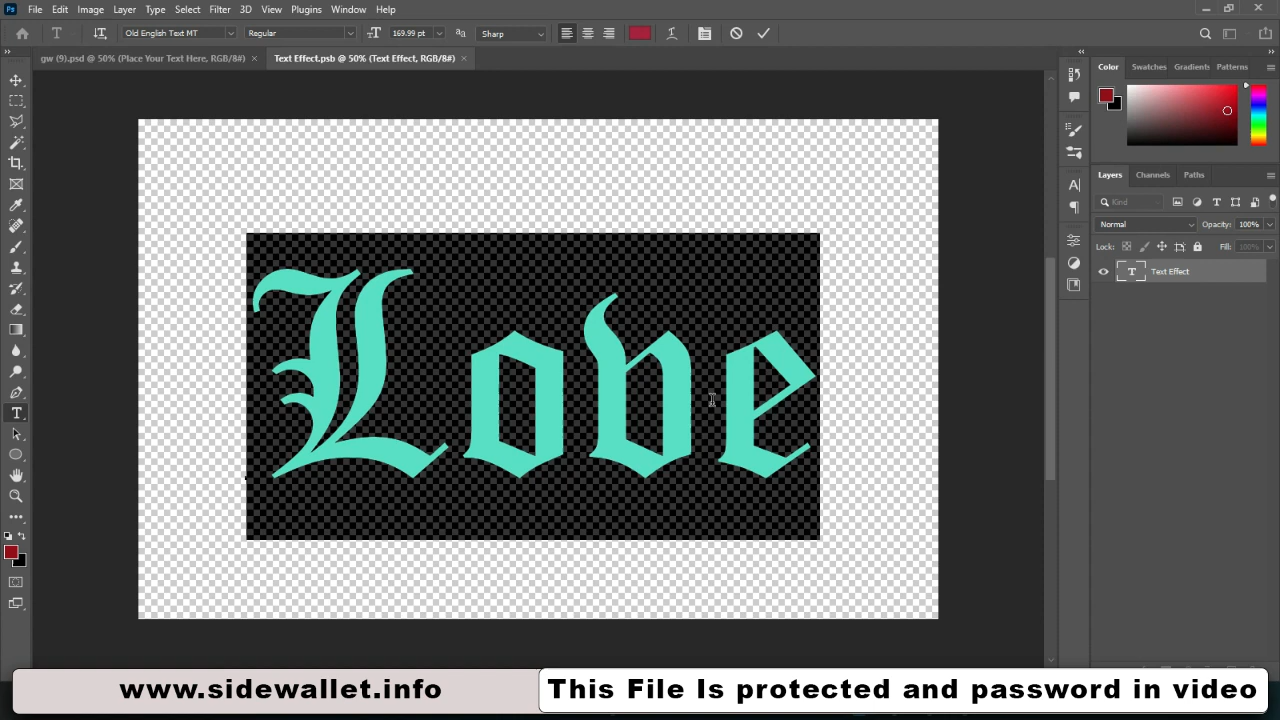 Ps File Edit Image Layer Type Select Filter 3D View Plugins Window Help
T Old English Text MT Regular 169.99 pt Sharp
gw (9).psd @ 50% (Place Your Text Here, RGB/8#) × Text Effect.psb @ 50% (Text Effect, RGB/8#) ×
Color Swatches Gradients Patterns
Layers Channels Paths
Kind
Normal Opacity: 100%
Lock: Fill: 100%
T Text Effect
Love
www.sidewallet.info
This File Is protected and password in video